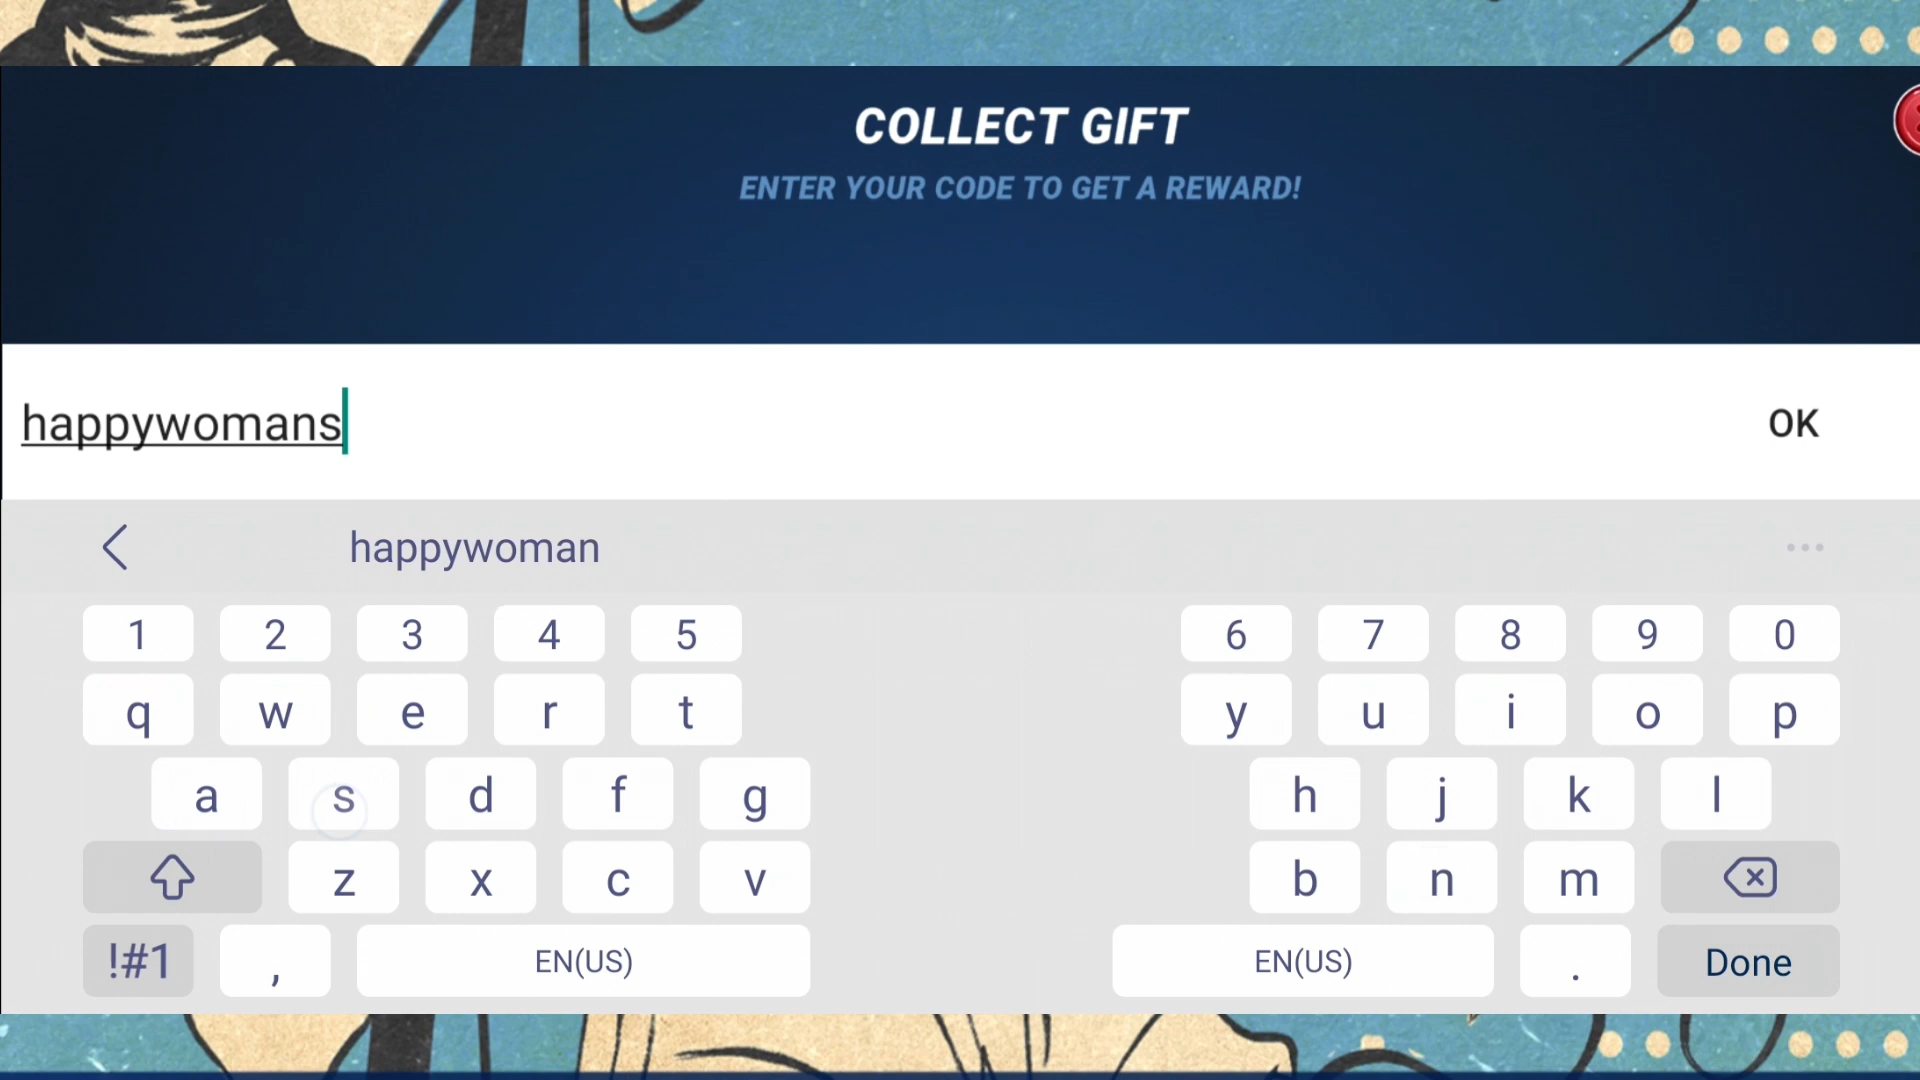 COLLECT GIFT
ENTER YOUR CODE TO GET A REWARD!
happywomans OK
happywoman
1 2 3 4 5 6 7 8 9 0
q w e r t y u i o p
a s d f g h j k l
z x c v b n m
!#1 , EN(US) EN(US) . Done